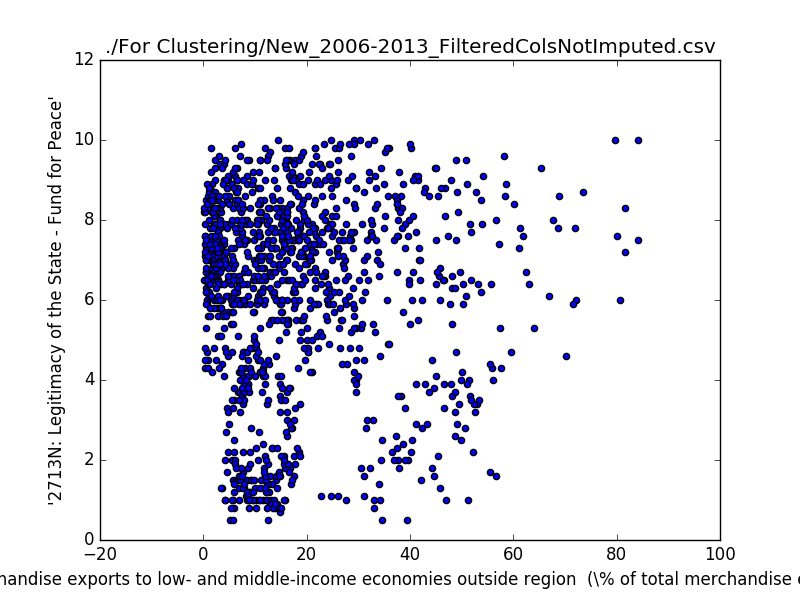 ./For Clustering/New_2006-2013_FilteredColsNotImputed.csv
'2713N: Legitimacy of the State - Fund for Peace'
12
10
8
6
4
2
0
−20 0 20 40 60 80 100
handise exports to low- and middle-income economies outside region (\% of total merchandise e